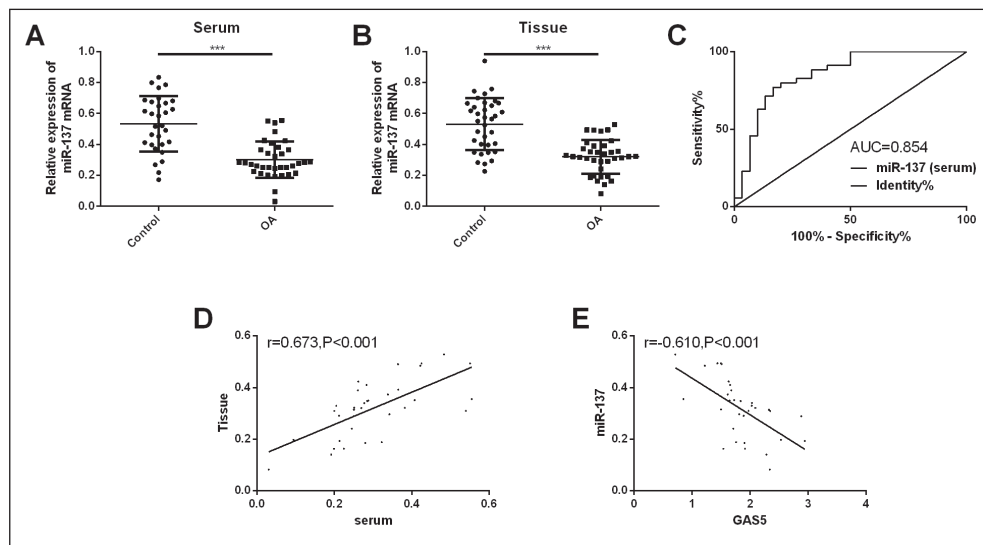 A
Serum
***
Relative expression of
miR-137 mRNA
1.0
0.8
0.6
0.4
0.2
0.0
Control
OA
B
Tissue
***
Relative expression of
miR-137 mRNA
1.0
0.8
0.6
0.4
0.2
0.0
Control
OA
C
Sensitivity%
100
50
0
AUC=0.854
miR-137 (serum)
Identity%
0
50
100
100% - Specificity%
D
r=0.673,P<0.001
Tissue
0.6
0.4
0.2
0.0
0.0
0.2
0.4
0.6
serum
E
r=-0.610,P<0.001
miR-137
0.6
0.4
0.2
0.0
0
1
2
3
4
GAS5